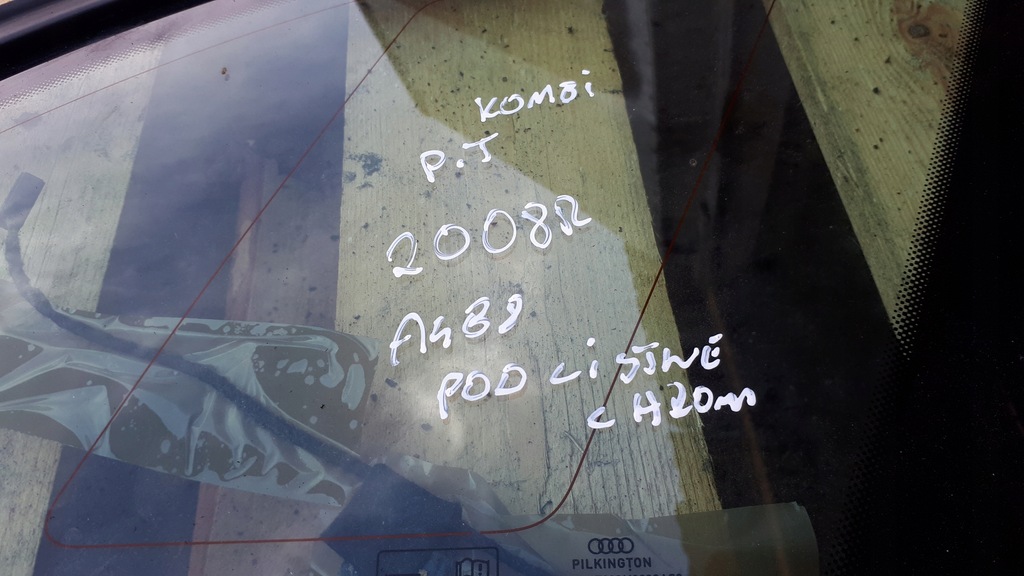 KOMBi
P.T
2008R
A4B8
POD LiSTWĘ
CHROM
PILKINGTON